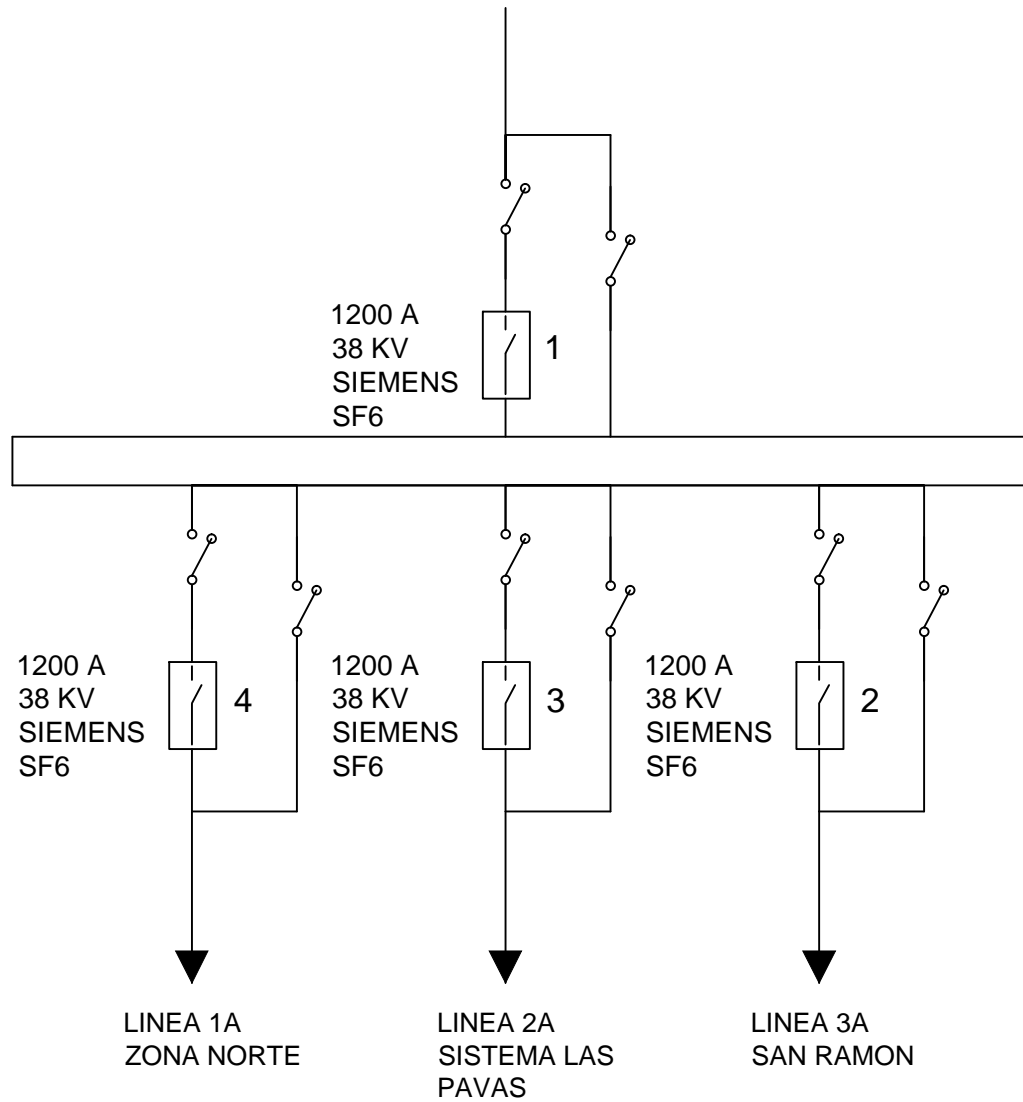 1200 A
38 KV
SIEMENS
SF6
1
1200 A
38 KV
SIEMENS
SF6
4
1200 A
38 KV
SIEMENS
SF6
3
1200 A
38 KV
SIEMENS
SF6
2
LINEA 1A
ZONA NORTE
LINEA 2A
SISTEMA LAS
PAVAS
LINEA 3A
SAN RAMON